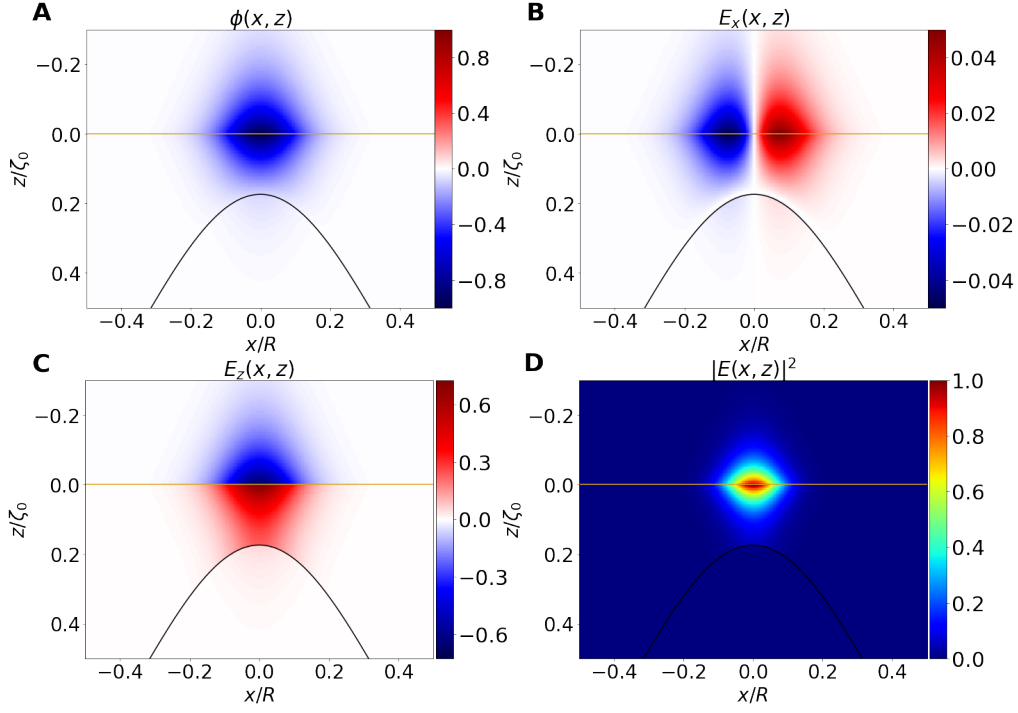 A
ϕ(x, z)
−0.2
0.0
0.2
0.4
z/ζ₀
−0.4 −0.2 0.0 0.2 0.4
x/R
0.8
0.4
0.0
−0.4
−0.8
B
Eₓ(x, z)
−0.2
0.0
0.2
0.4
z/ζ₀
−0.4 −0.2 0.0 0.2 0.4
x/R
0.04
0.02
0.00
−0.02
−0.04
C
E_z(x, z)
−0.2
0.0
0.2
0.4
z/ζ₀
−0.4 −0.2 0.0 0.2 0.4
x/R
0.6
0.3
0.0
−0.3
−0.6
D
|E(x, z)|²
−0.2
0.0
0.2
0.4
z/ζ₀
−0.4 −0.2 0.0 0.2 0.4
x/R
1.0
0.8
0.6
0.4
0.2
0.0